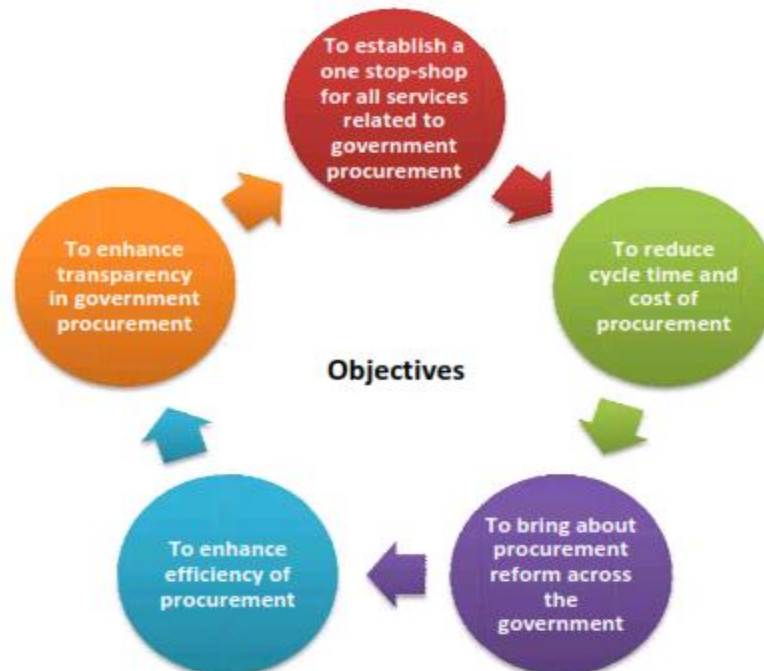 To establish a
one stop-shop
for all services
related to
government
procurement
To reduce
cycle time and
cost of
procurement
To bring about
procurement
reform across
the
government
To enhance
efficiency of
procurement
To enhance
transparency
in government
procurement
Objectives